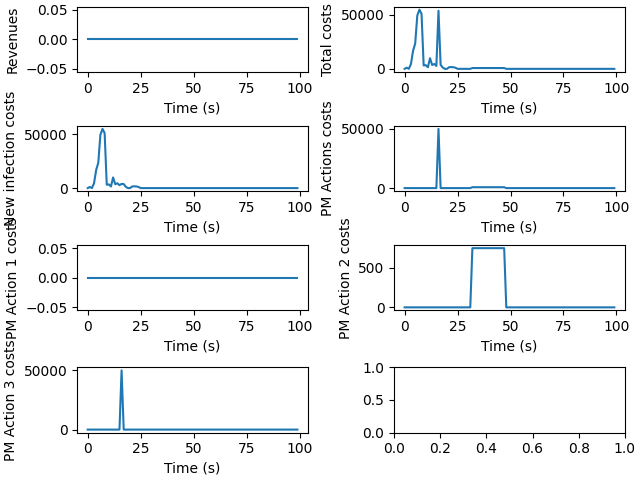 Revenues
0.05
0.00
−0.05
0 25 50 75 100
Time (s)
Total costs
50000
0
0 25 50 75 100
Time (s)
New infection costs
50000
0
0 25 50 75 100
Time (s)
PM Actions costs
50000
0
0 25 50 75 100
Time (s)
PM Action 1 costs
0.05
0.00
−0.05
0 25 50 75 100
Time (s)
PM Action 2 costs
500
0
0 25 50 75 100
Time (s)
PM Action 3 costs
50000
0
0 25 50 75 100
Time (s)
1.0
0.5
0.0
0.0 0.2 0.4 0.6 0.8 1.0